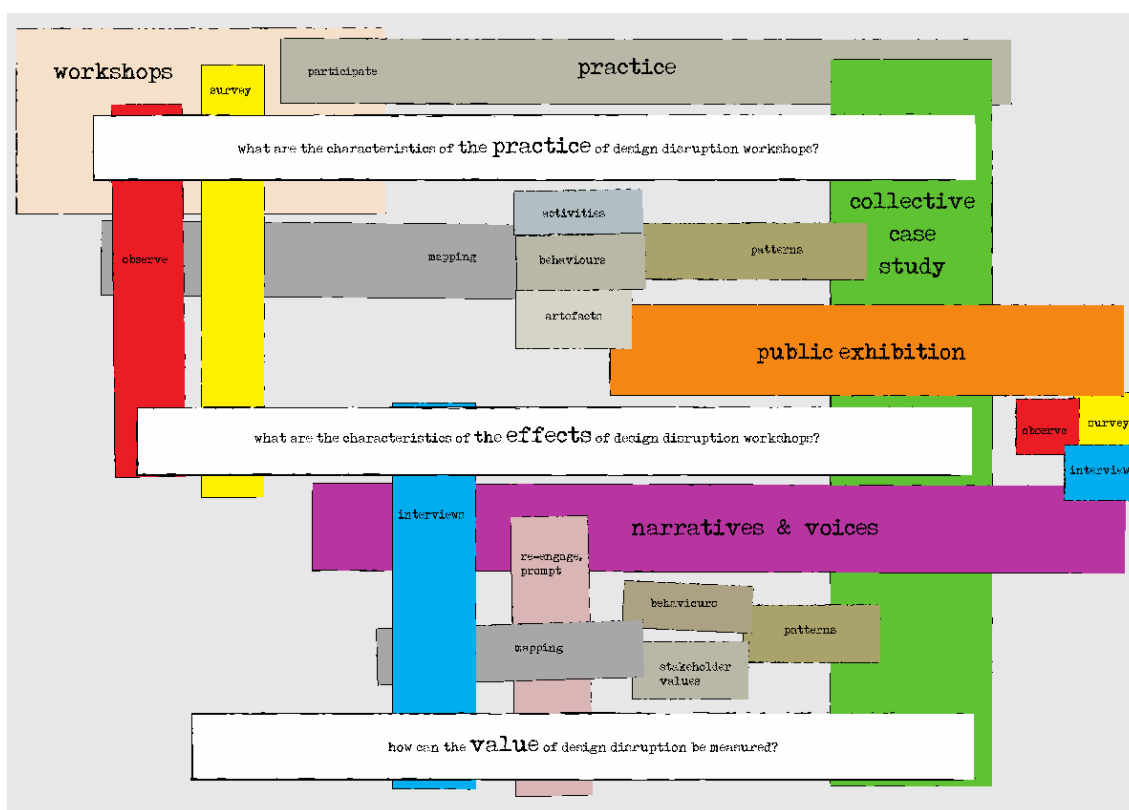 workshops
participate
practice
survey
what are the characteristics of the practice of design disruption workshops?
collective
case
study
activities
observe
mapping
behaviours
patterns
artefacts
public exhibition
what are the characteristics of the effects of design disruption workshops?
observe
survey
interview
interviews
narratives & voices
re-engage,
prompt
behaviours
patterns
mapping
stakeholder
values
how can the value of design disruption be measured?